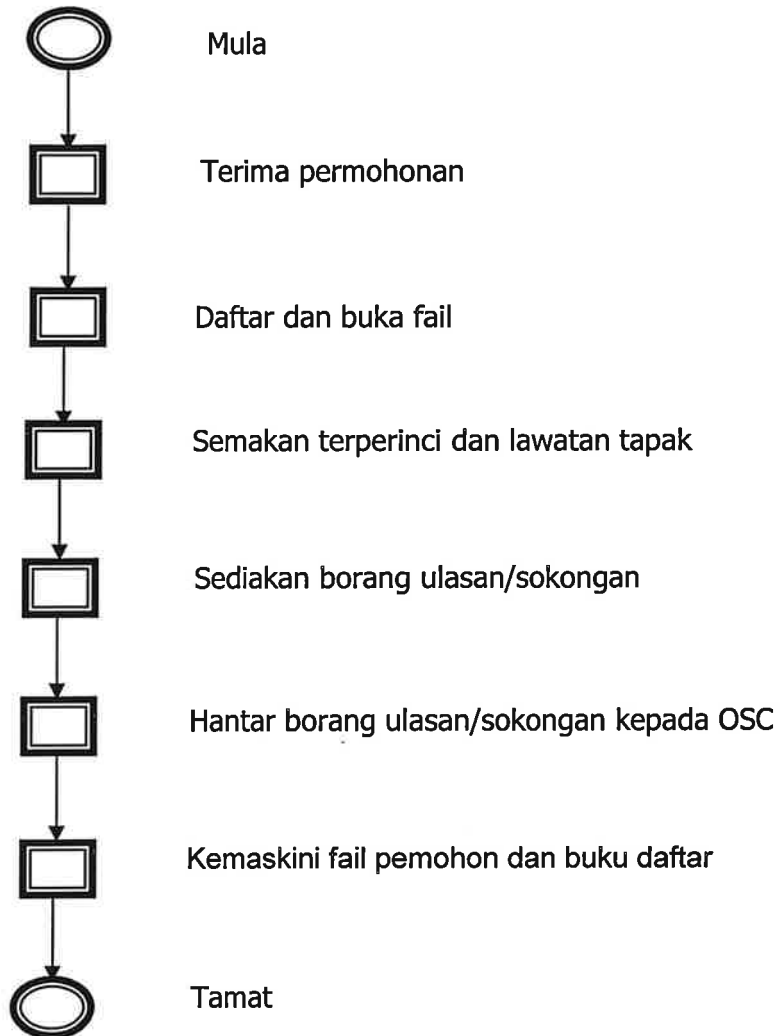 Mula
Terima permohonan
Daftar dan buka fail
Semakan terperinci dan lawatan tapak
Sediakan borang ulasan/sokongan
Hantar borang ulasan/sokongan kepada OSC
Kemaskini fail pemohon dan buku daftar
Tamat